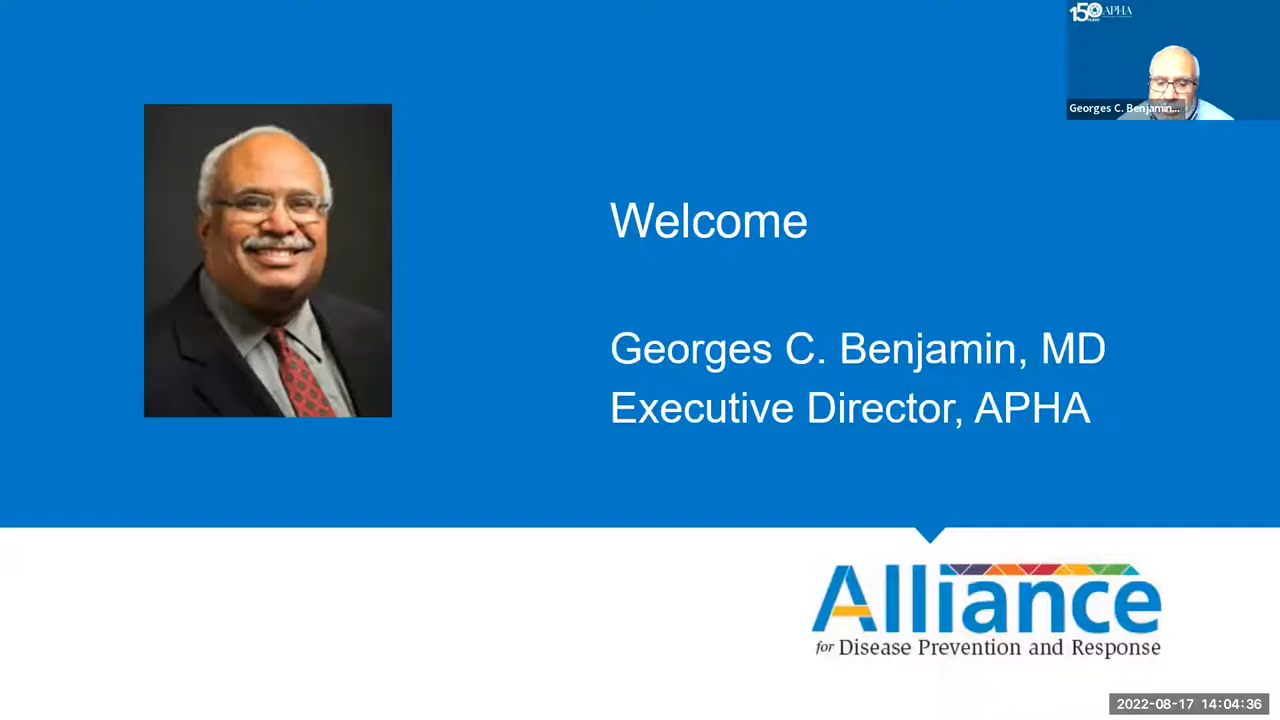 150 APHA
YEARS
Georges C. Benjamin...
Welcome
Georges C. Benjamin, MD
Executive Director, APHA
Alliance
for Disease Prevention and Response
2022-08-17 14:04:36